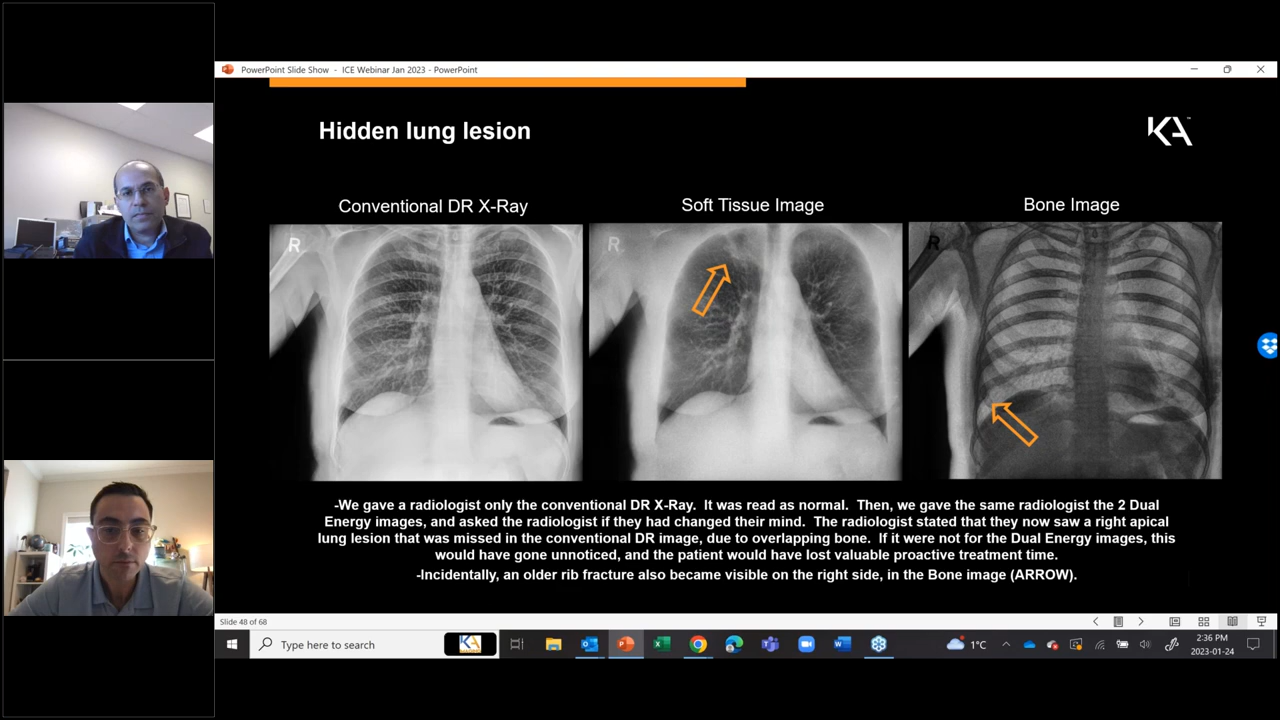 PowerPoint Slide Show - ICE Webinar Jan 2023 - PowerPoint
Hidden lung lesion
KA
Conventional DR X-Ray
Soft Tissue Image
Bone Image
R
R
R
-We gave a radiologist only the conventional DR X-Ray. It was read as normal. Then, we gave the same radiologist the 2 Dual
Energy images, and asked the radiologist if they had changed their mind. The radiologist stated that they now saw a right apical
lung lesion that was missed in the conventional DR image, due to overlapping bone. If it were not for the Dual Energy images, this
would have gone unnoticed, and the patient would have lost valuable proactive treatment time.
-Incidentally, an older rib fracture also became visible on the right side, in the Bone image (ARROW).
Slide 48 of 68
Type here to search
KA
1°C
2:36 PM
2023-01-24